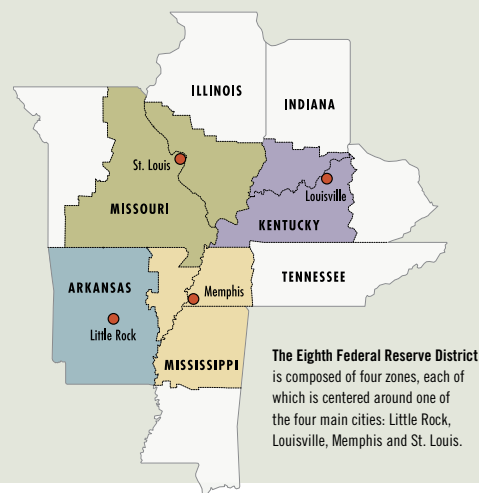 ILLINOIS
INDIANA
St. Louis
Louisville
MISSOURI
KENTUCKY
TENNESSEE
ARKANSAS
Memphis
Little Rock
MISSISSIPPI
The Eighth Federal Reserve District
is composed of four zones, each of
which is centered around one of
the four main cities: Little Rock,
Louisville, Memphis and St. Louis.